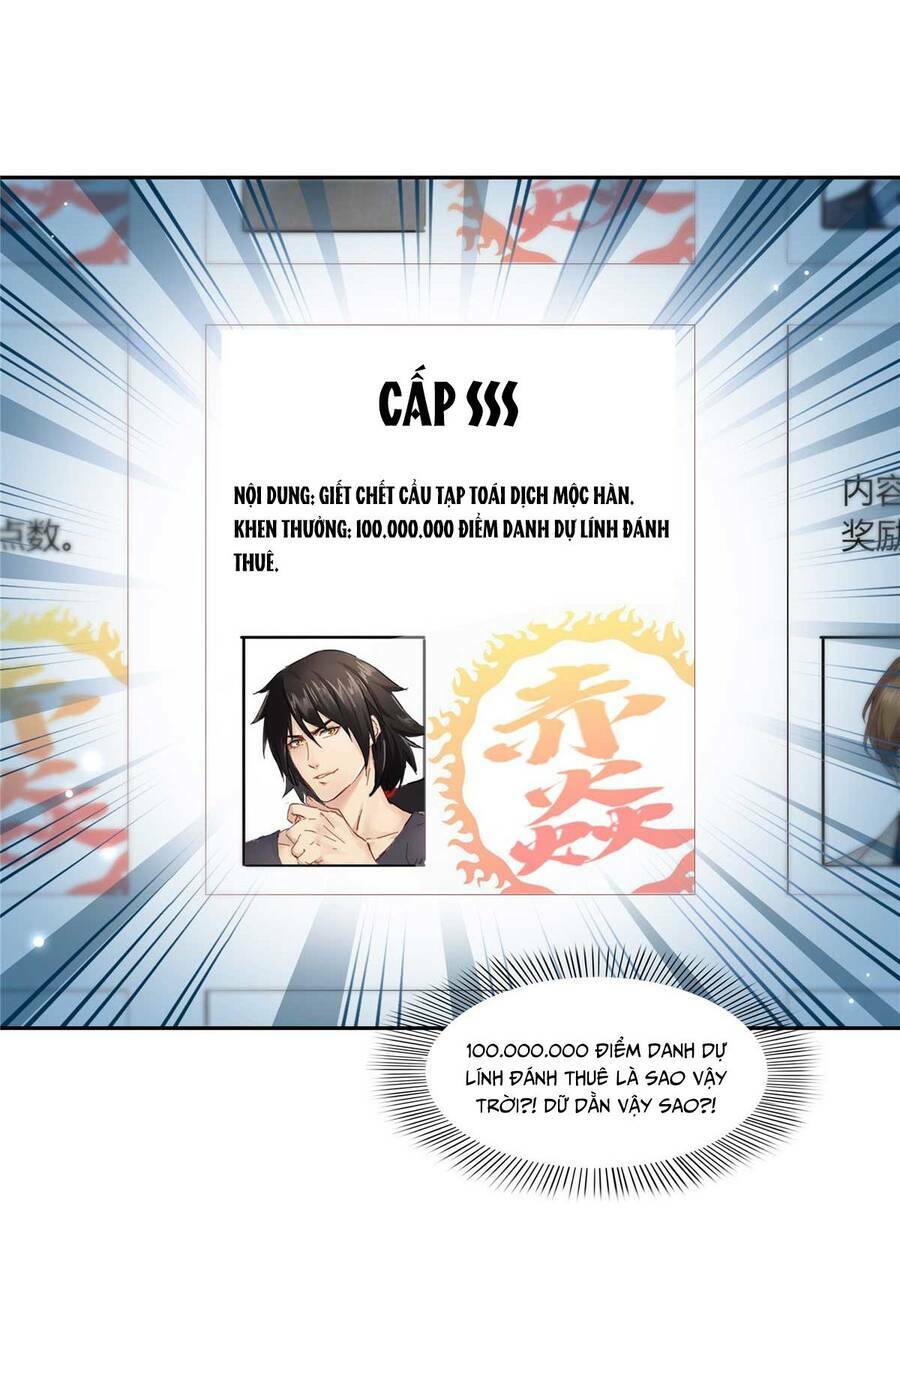 CẤP SSS
NỘI DUNG: GIẾT CHẾT CẨU TẠP TOÁI DỊCH MỘC HÀN.
KHEN THƯỞNG: 100.000.000 ĐIỂM DANH DỰ LÍNH ĐÁNH
THUÊ.
点数。
内容
奖励
赤
焱
100.000.000 ĐIỂM DANH DỰ
LÍNH ĐÁNH THUÊ LÀ SAO VẬY
TRỜI?! DỮ DẰN VẬY SAO?!